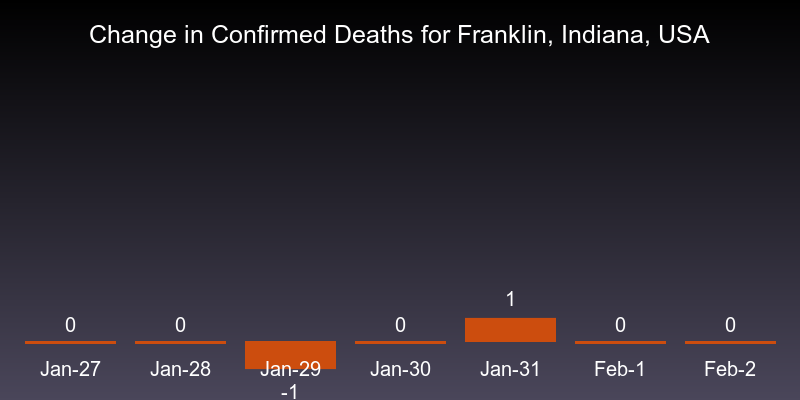 Change in Confirmed Deaths for Franklin, Indiana, USA
0 0 0 1 0 0
Jan-27 Jan-28 Jan-29 Jan-30 Jan-31 Feb-1 Feb-2
-1